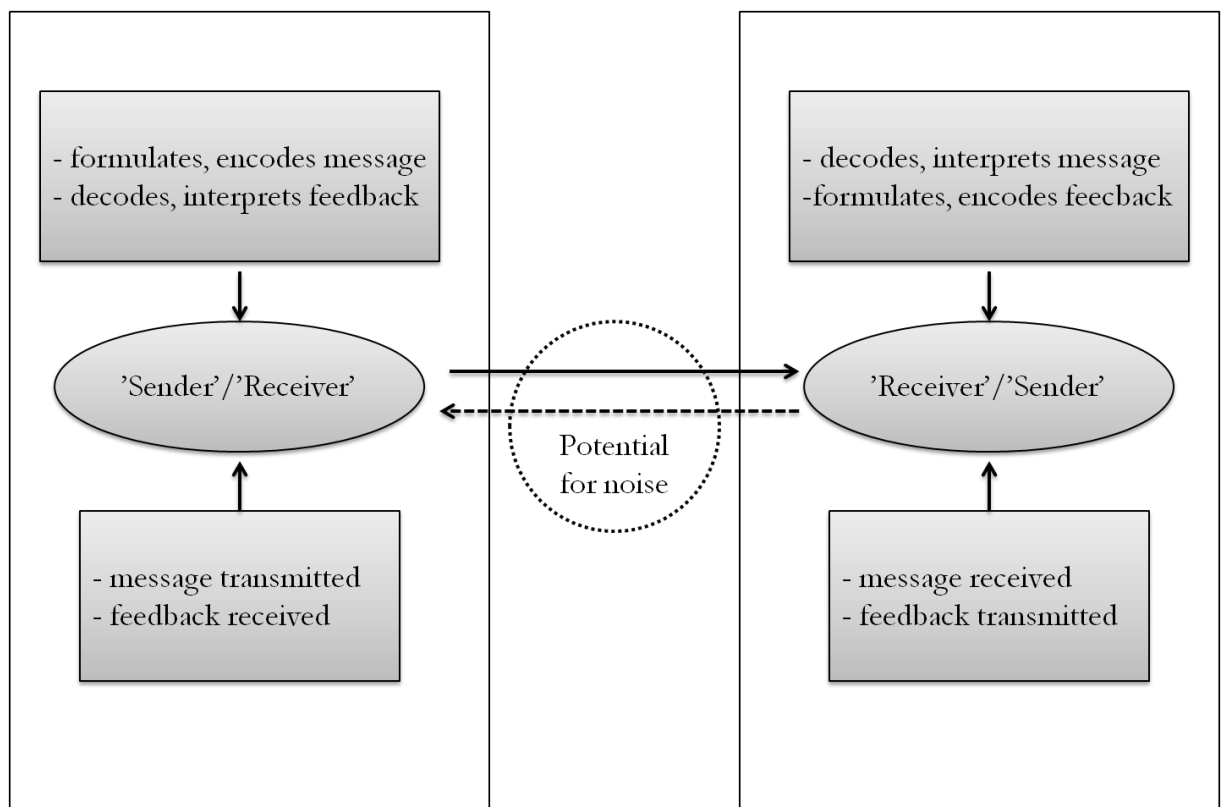 - formulates, encodes message
- decodes, interprets feedback
- decodes, interprets message
-formulates, encodes feecback
’Sender’/’Receiver’
’Receiver’/’Sender’
Potential
for noise
- message transmitted
- feedback received
- message received
- feedback transmitted